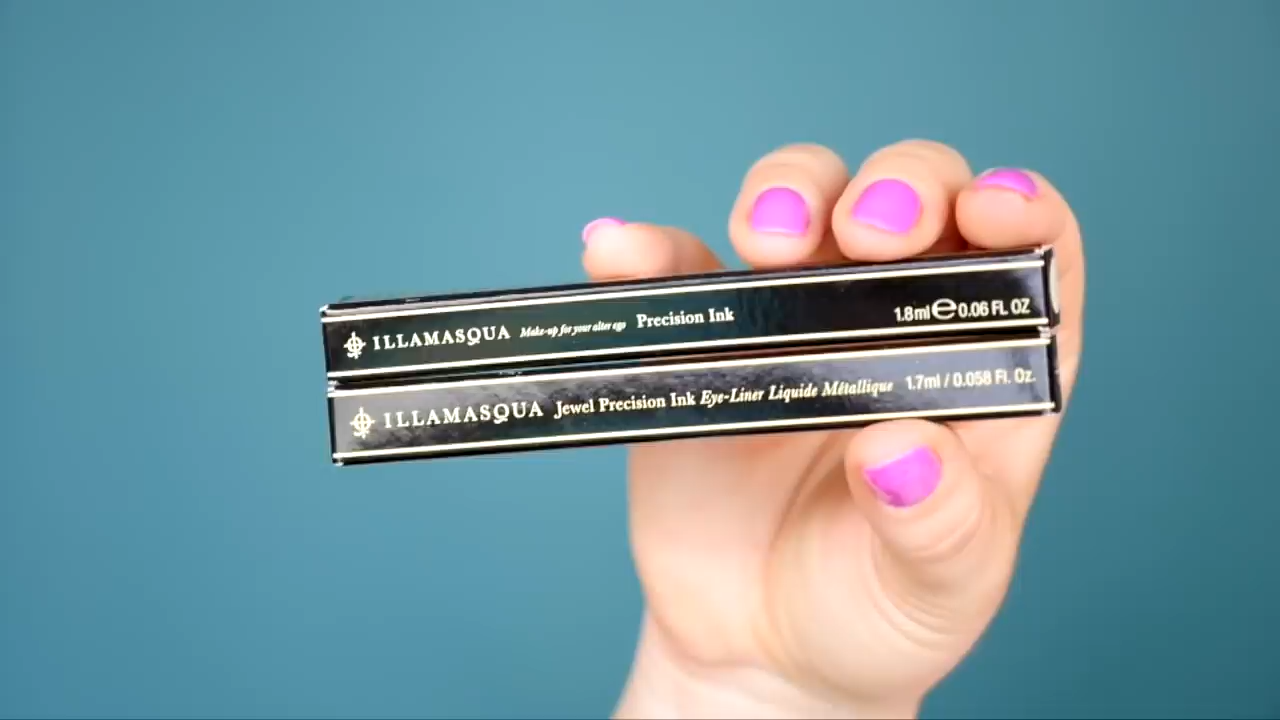 ILLAMASQUA Make-up for your alter ego Precision Ink 1.8ml e 0.06 FL OZ
ILLAMASQUA Jewel Precision Ink Eye-Liner Liquide Métallique 1.7ml / 0.058 Fl. Oz.